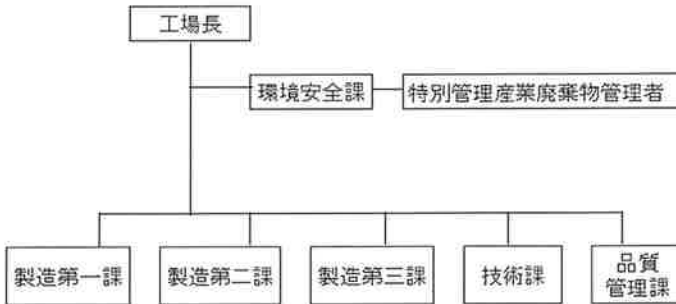 工場長
環境安全課
特別管理産業廃棄物管理者
製造第一課
製造第二課
製造第三課
技術課
品質
管理課